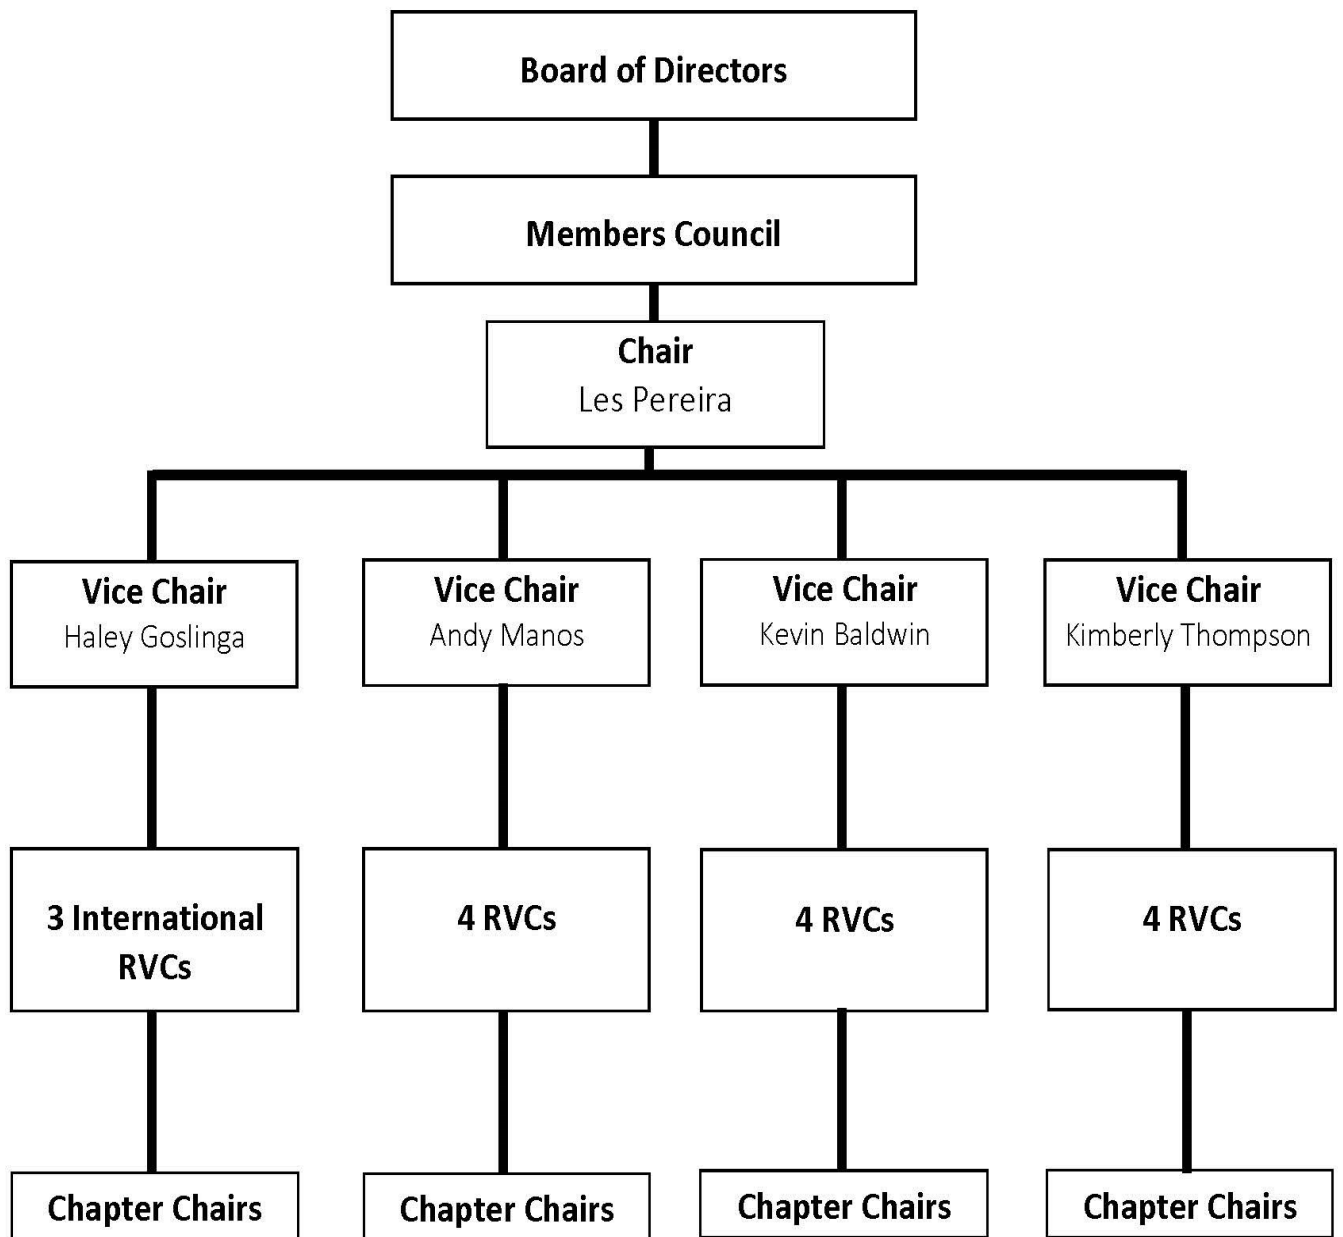 Board of Directors
Members Council
Chair
Les Pereira
Vice Chair
Haley Goslinga
Vice Chair
Andy Manos
Vice Chair
Kevin Baldwin
Vice Chair
Kimberly Thompson
3 International
RVCs
4 RVCs
4 RVCs
4 RVCs
Chapter Chairs
Chapter Chairs
Chapter Chairs
Chapter Chairs